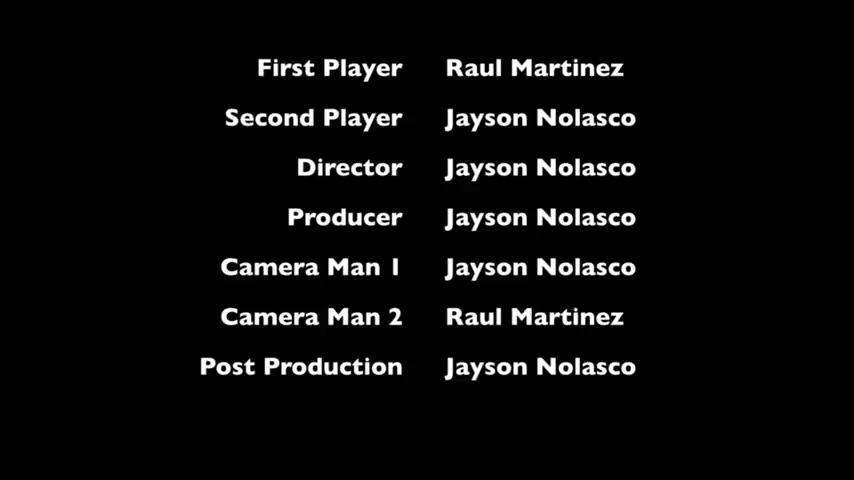 First Player Raul Martinez
Second Player Jayson Nolasco
Director Jayson Nolasco
Producer Jayson Nolasco
Camera Man 1 Jayson Nolasco
Camera Man 2 Raul Martinez
Post Production Jayson Nolasco